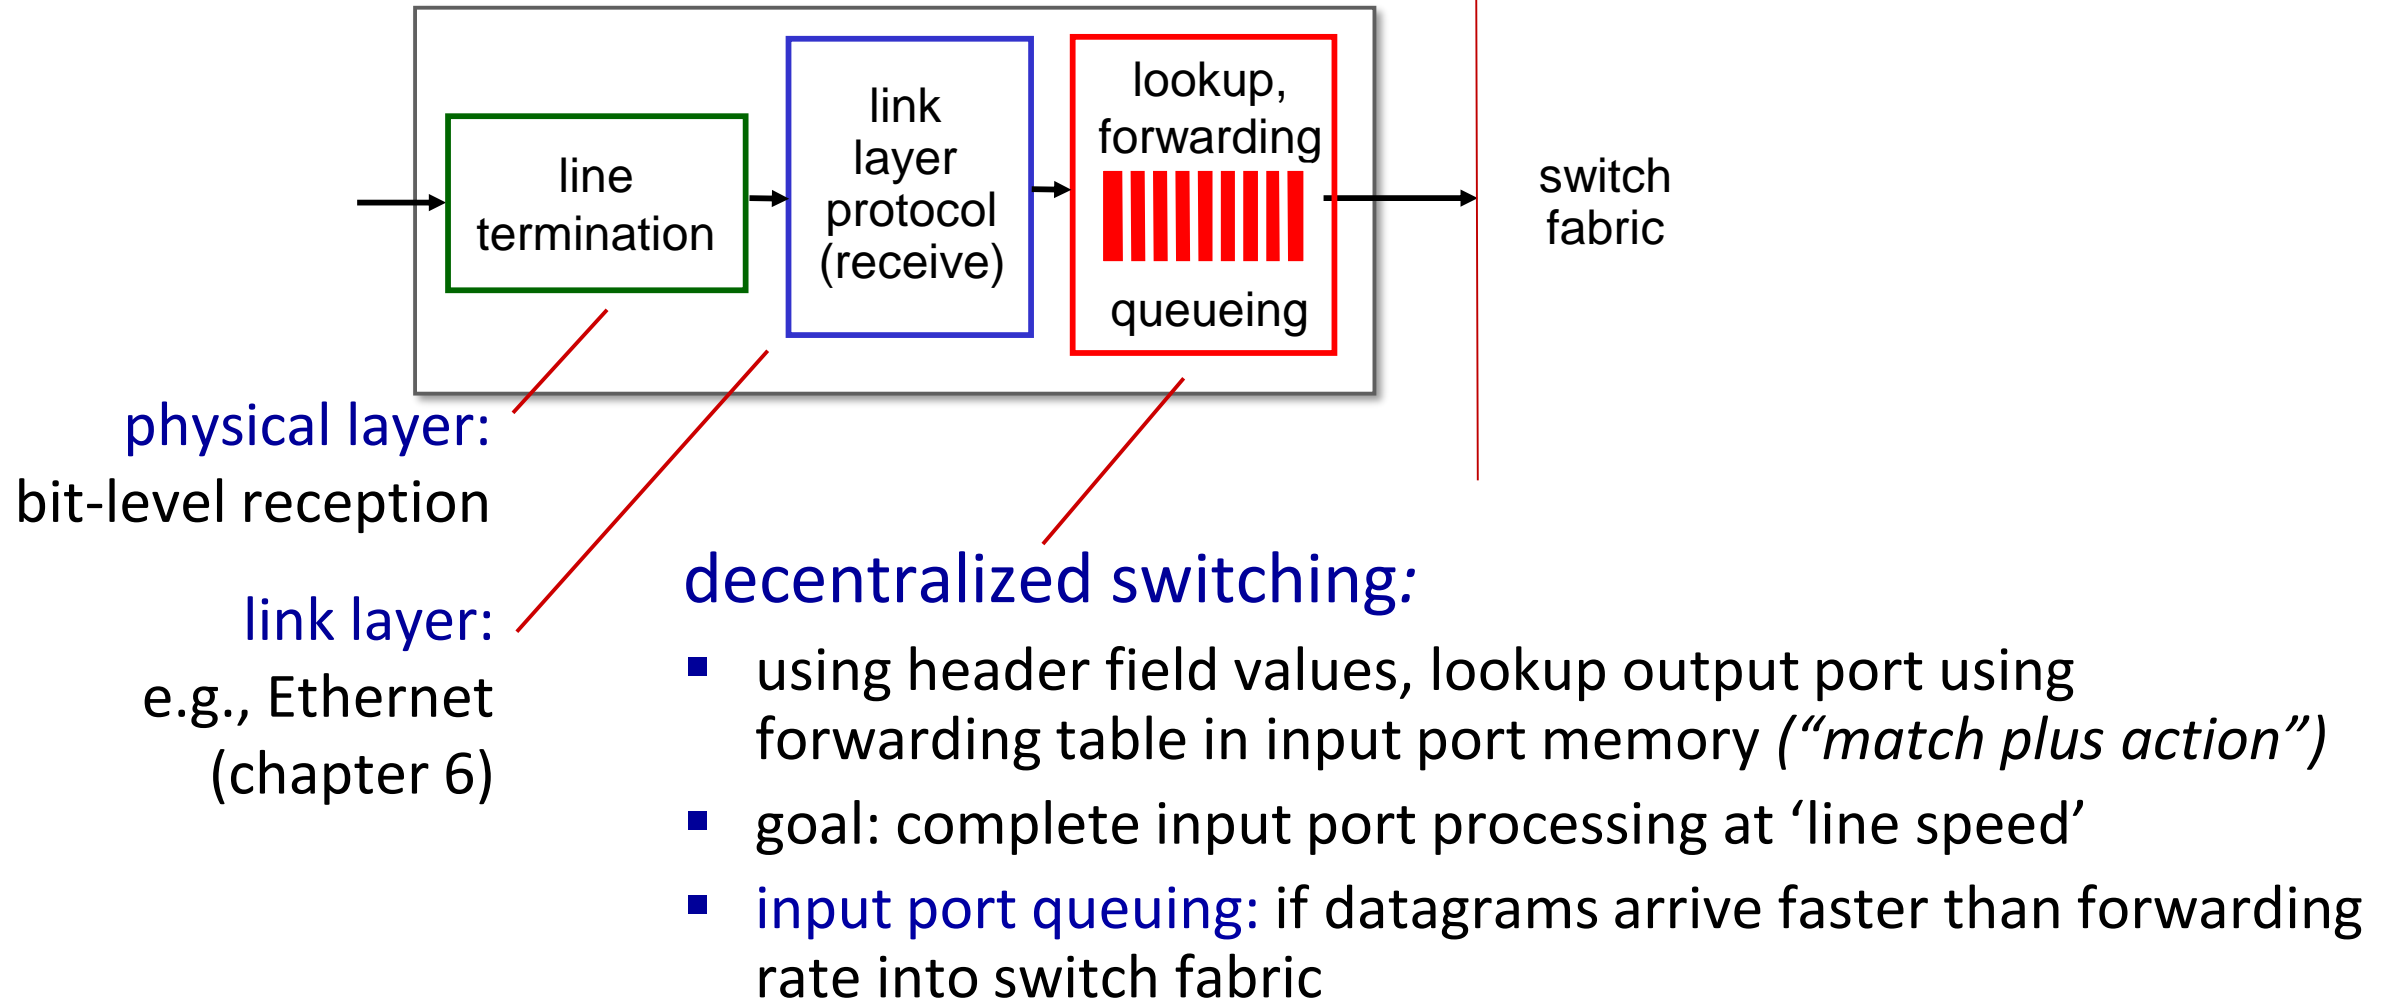 line
termination
link
layer
protocol
(receive)
lookup,
forwarding
queueing
switch
fabric
physical layer:
bit-level reception
link layer:
e.g., Ethernet
(chapter 6)
decentralized switching:
▪ using header field values, lookup output port using
forwarding table in input port memory (“match plus action”)
▪ goal: complete input port processing at ‘line speed’
▪ input port queuing: if datagrams arrive faster than forwarding
rate into switch fabric